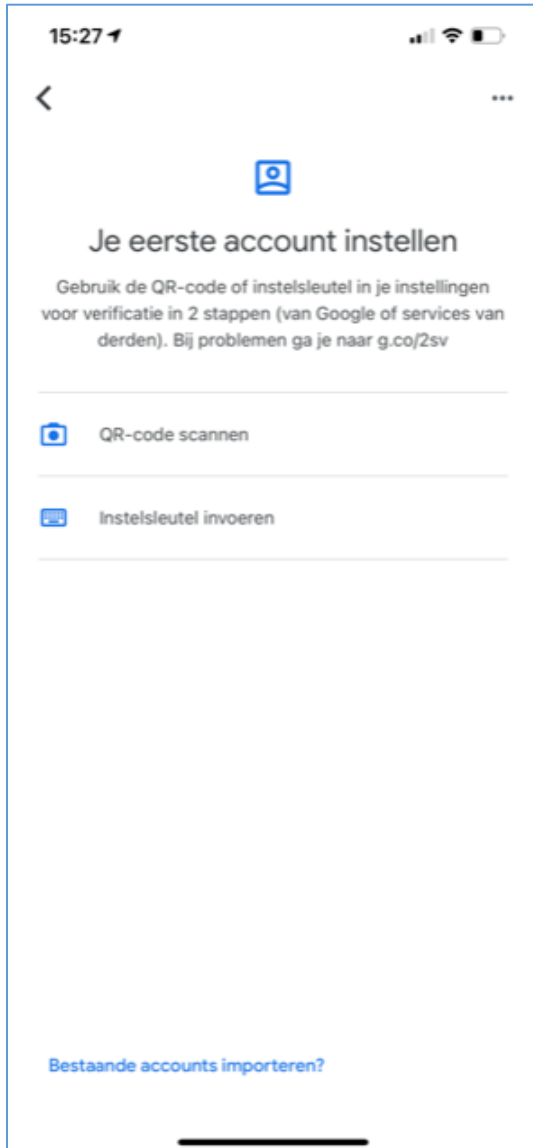 15:27
Je eerste account instellen
Gebruik de QR-code of instelsleutel in je instellingen
voor verificatie in 2 stappen (van Google of services van
derden). Bij problemen ga je naar g.co/2sv
QR-code scannen
Instelsleutel invoeren
Bestaande accounts importeren?